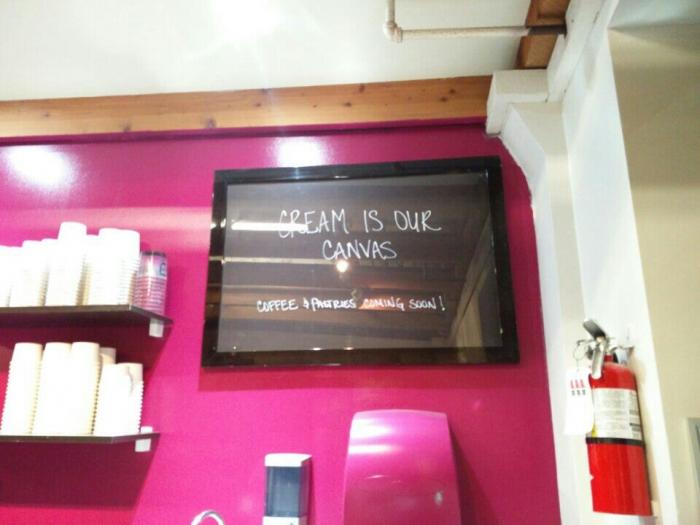 CREAM IS OUR
CANVAS
COFFEE & PASTRIES COMING SOON!